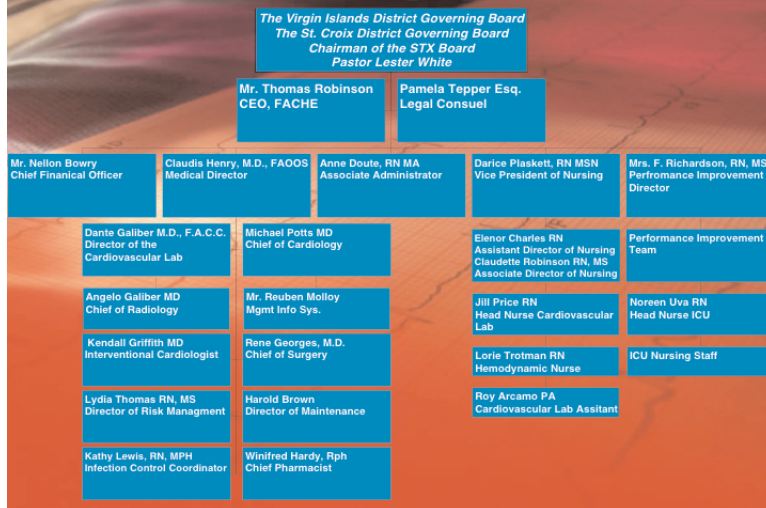 The Virgin Islands District Governing Board
The St. Croix District Governing Board
Chairman of the STX Board
Pastor Lester White
Mr. Thomas Robinson
CEO, FACHE
Pamela Tepper Esq.
Legal Consuel
Mr. Nellon Bowry
Chief Finanical Officer
Claudis Henry, M.D., FAOOS
Medical Director
Anne Doute, RN MA
Associate Administrator
Darice Plaskett, RN MSN
Vice President of Nursing
Mrs. F. Richardson, RN, MS
Perfromance Improvement
Director
Dante Galiber M.D., F.A.C.C.
Director of the
Cardiovascular Lab
Michael Potts MD
Chief of Cardiology
Elenor Charles RN
Assistant Director of Nursing
Claudette Robinson RN, MS
Associate Director of Nursing
Performance Improvement
Team
Angelo Galiber MD
Chief of Radiology
Mr. Reuben Molloy
Mgmt Info Sys.
Jill Price RN
Head Nurse Cardiovascular
Lab
Noreen Uva RN
Head Nurse ICU
Kendall Griffith MD
Interventional Cardiologist
Rene Georges, M.D.
Chief of Surgery
Lorie Trotman RN
Hemodynamic Nurse
ICU Nursing Staff
Lydia Thomas RN, MS
Director of Risk Managment
Harold Brown
Director of Maintenance
Roy Arcamo PA
Cardiovascular Lab Assitant
Kathy Lewis, RN, MPH
Infection Control Coordinator
Winifred Hardy, Rph
Chief Pharmacist